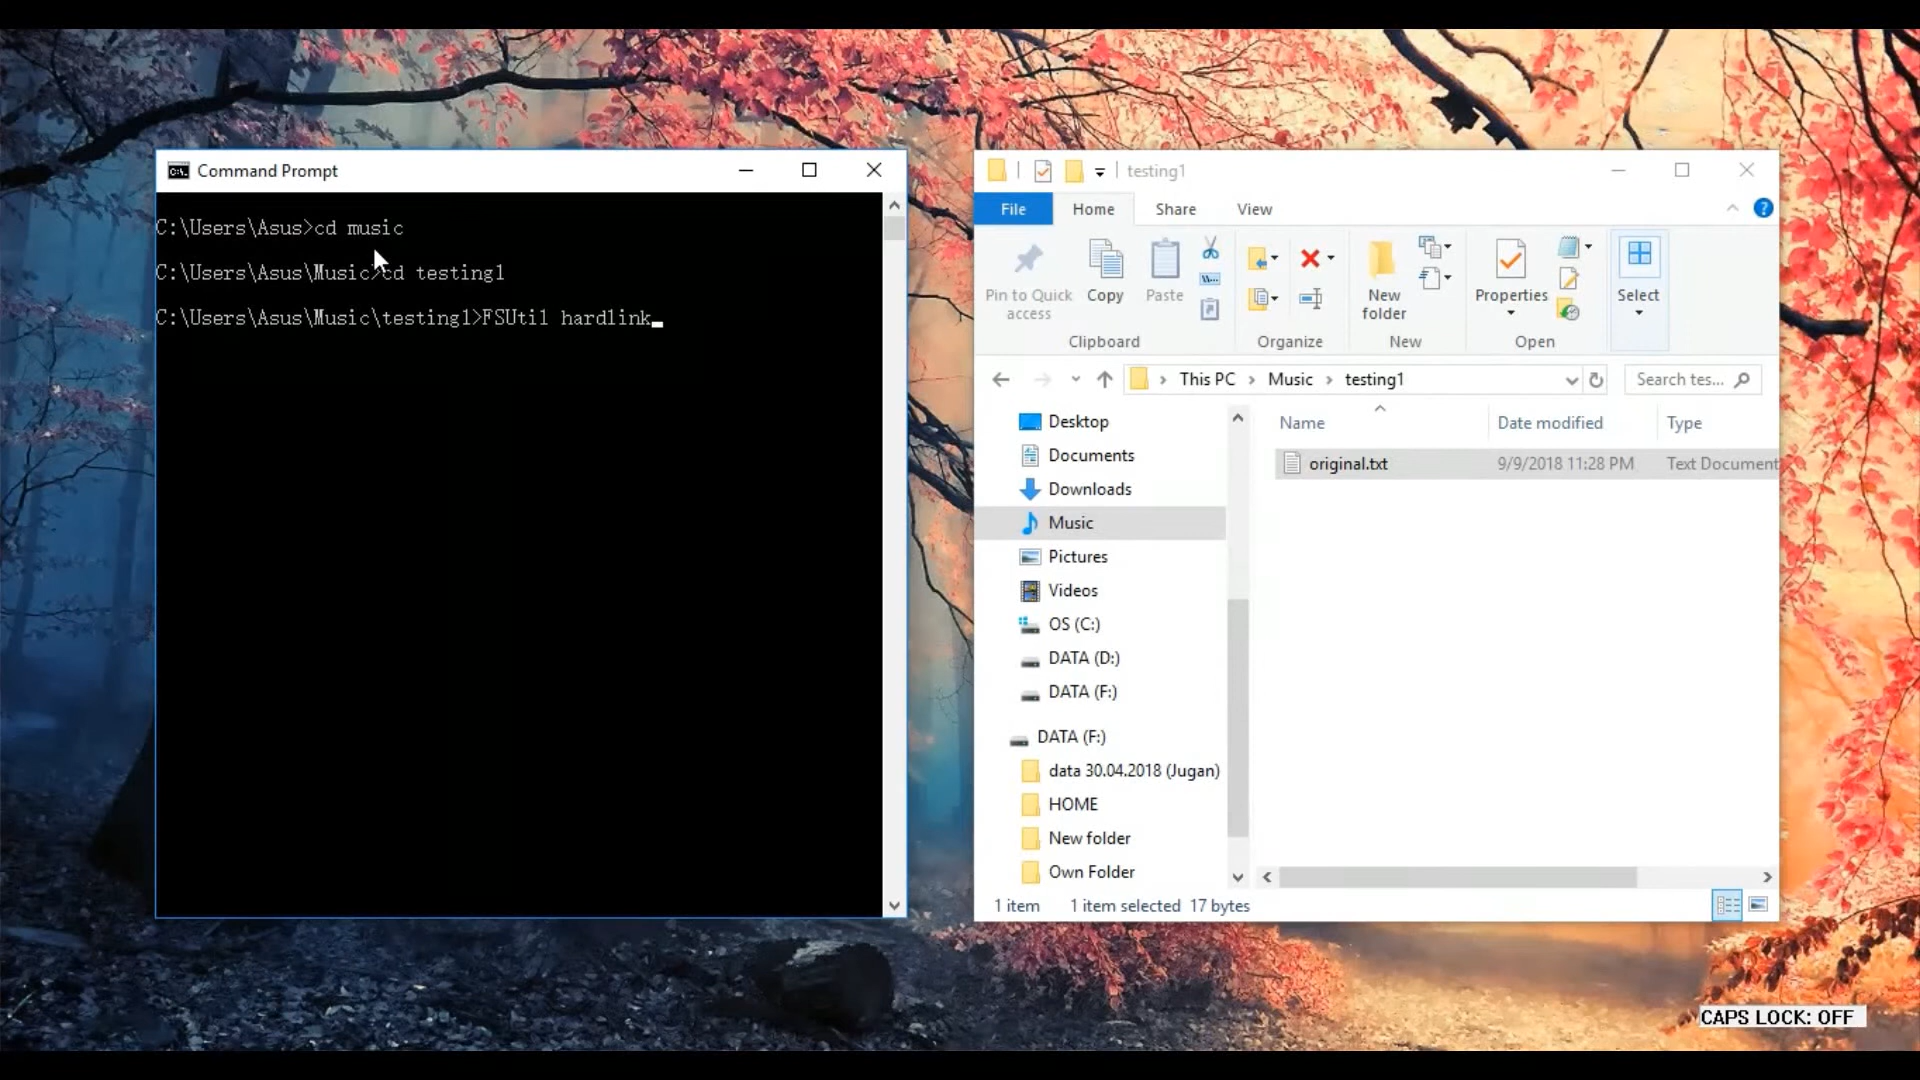 Command Prompt
C:\Users\Asus>cd music
C:\Users\Asus\Music>cd testing1
C:\Users\Asus\Music\testing1>FSUtil hardlink
testing1
File Home Share View
Pin to Quick access
Copy
Paste
Clipboard
Organize
New folder
New
Properties
Open
Select
This PC > Music > testing1
Search tes...
Desktop
Documents
Downloads
Music
Pictures
Videos
OS (C:)
DATA (D:)
DATA (F:)
DATA (F:)
data 30.04.2018 (Jugan)
HOME
New folder
Own Folder
Name Date modified Type
original.txt 9/9/2018 11:28 PM Text Document
1 item 1 item selected 17 bytes
CAPS LOCK: OFF